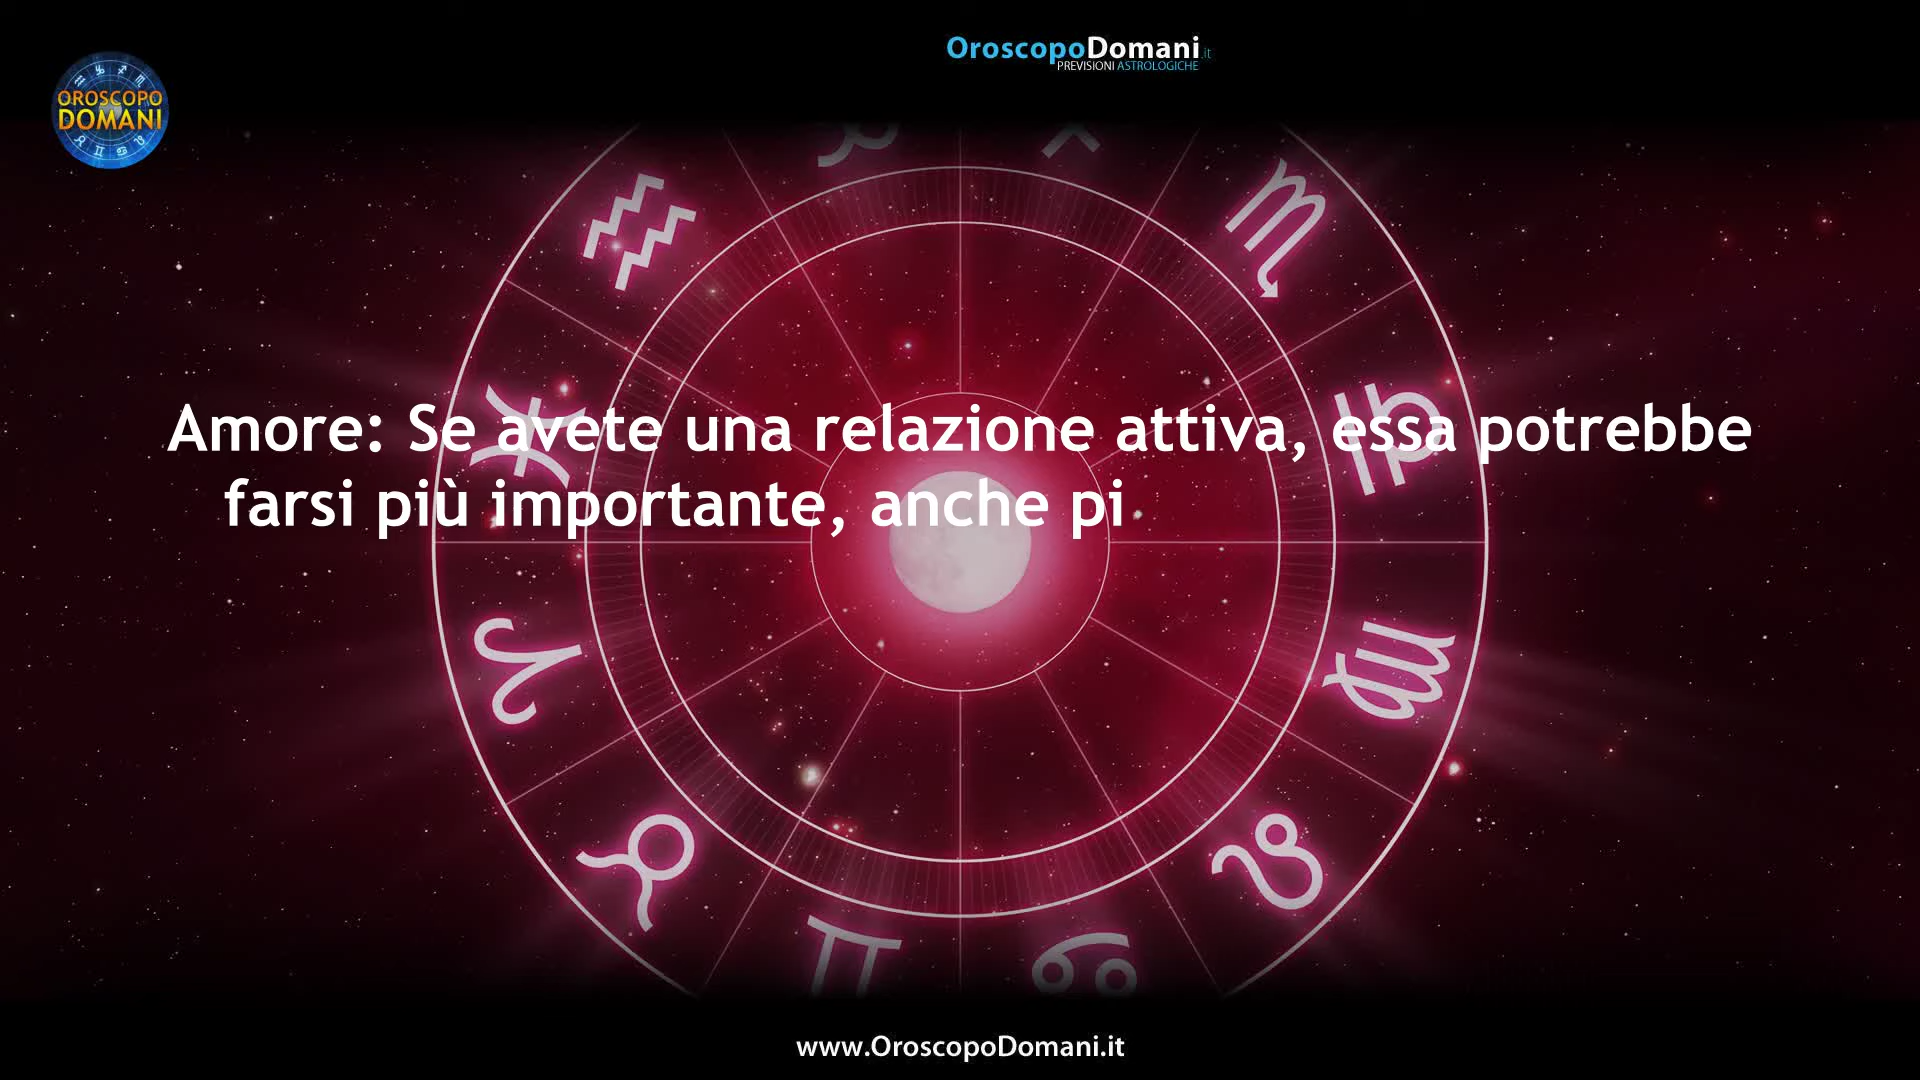 OroscopoDomani.it
PREVISIONI ASTROLOGICHE
OROSCOPO
DOMANI
Amore: Se avete una relazione attiva, essa potrebbe
farsi più importante, anche pi
www.OroscopoDomani.it